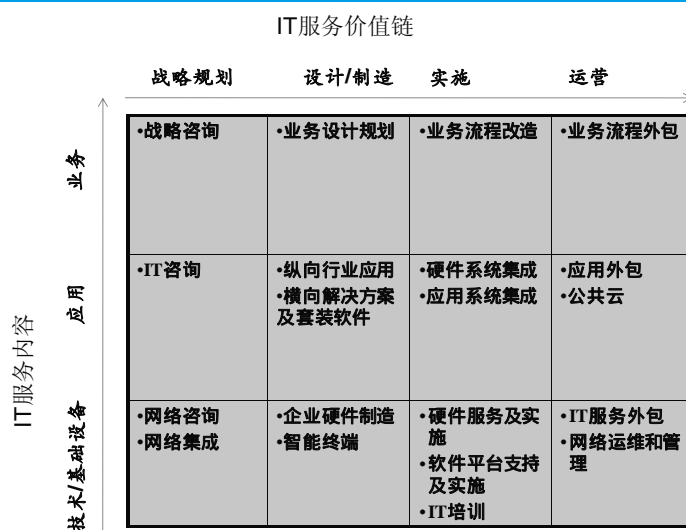 IT服务价值链
战略规划 设计/制造 实施 运营
IT服务内容
业务
•战略咨询
•业务设计规划
•业务流程改造
•业务流程外包
应用
•IT咨询
•纵向行业应用
•横向解决方案
及套装软件
•硬件系统集成
•应用系统集成
•应用外包
•公共云
技术/基础设备
•网络咨询
•网络集成
•企业硬件制造
•智能终端
•硬件服务及实
施
•软件平台支持
及实施
•IT培训
•IT服务外包
•网络运维和管
理